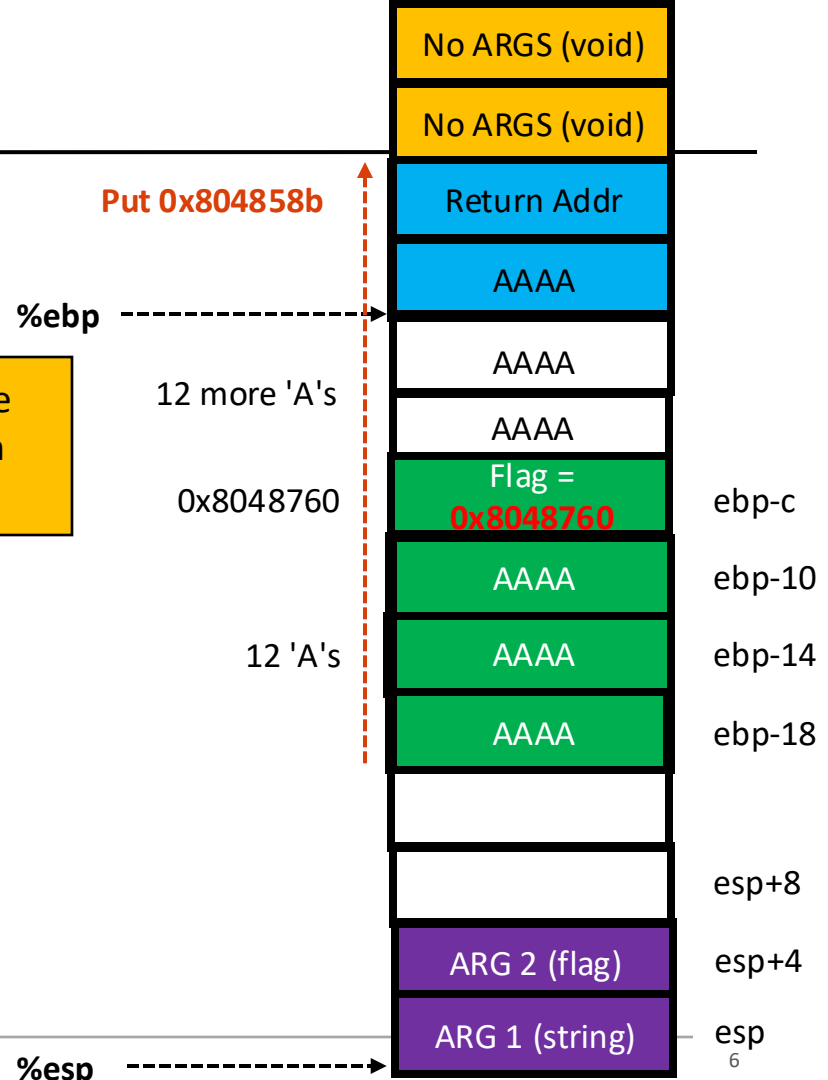 No ARGS (void)
No ARGS (void)
Put 0x804858b
Return Addr
AAAA
%ebp
AAAA
12 more 'A's
AAAA
Flag =
0x8048760
0x8048760
ebp-c
AAAA
ebp-10
12 'A's
AAAA
ebp-14
AAAA
ebp-18
esp+8
ARG 2 (flag)
esp+4
ARG 1 (string)
esp
6
%esp